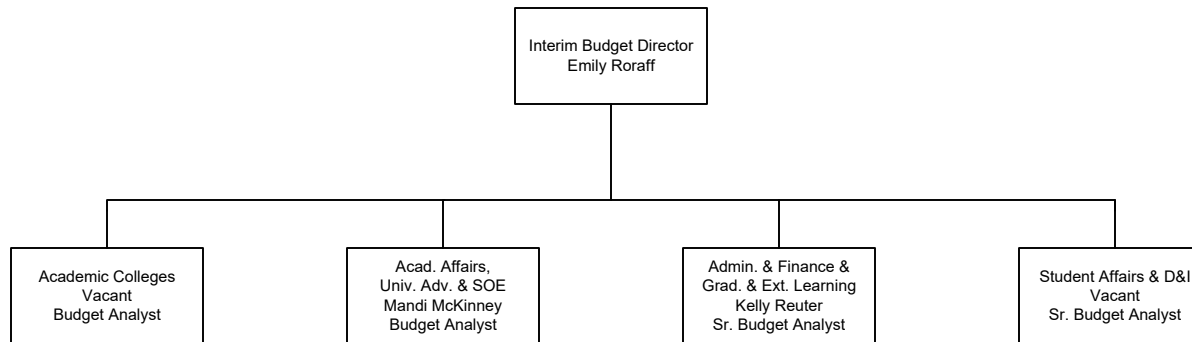 Interim Budget Director
Emily Roraff
Academic Colleges
Vacant
Budget Analyst
Acad. Affairs,
Univ. Adv. & SOE
Mandi McKinney
Budget Analyst
Admin. & Finance &
Grad. & Ext. Learning
Kelly Reuter
Sr. Budget Analyst
Student Affairs & D&I
Vacant
Sr. Budget Analyst